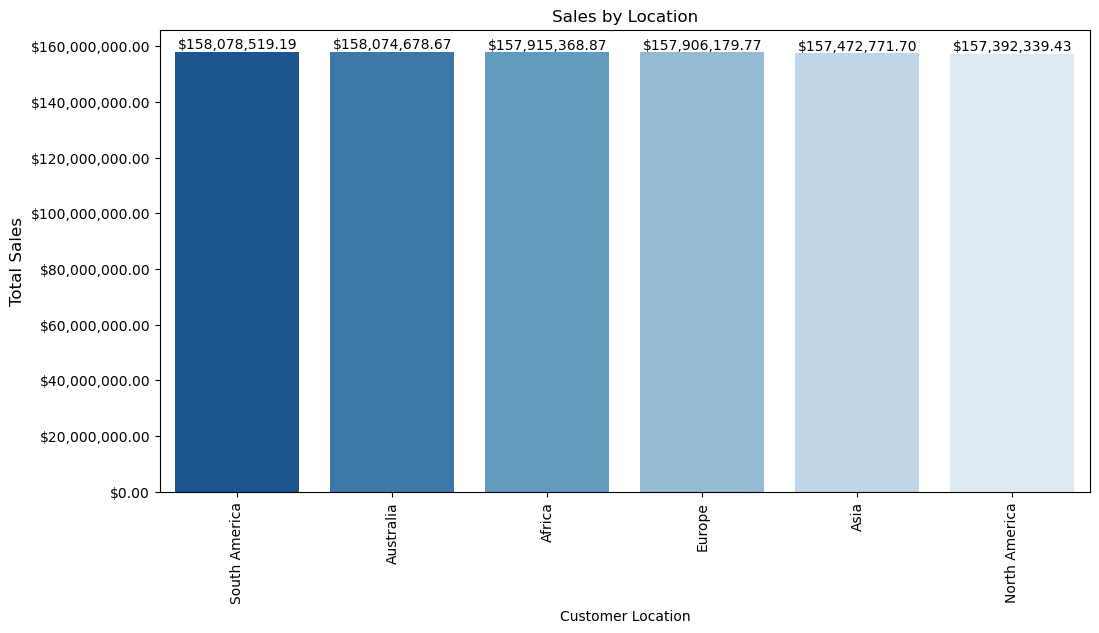 Sales by Location
$158,078,519.19 $158,074,678.67 $157,915,368.87 $157,906,179.77 $157,472,771.70 $157,392,339.43
$160,000,000.00
$140,000,000.00
$120,000,000.00
$100,000,000.00
$80,000,000.00
$60,000,000.00
$40,000,000.00
$20,000,000.00
$0.00
Total Sales
South America
Australia
Africa
Europe
Asia
North America
Customer Location